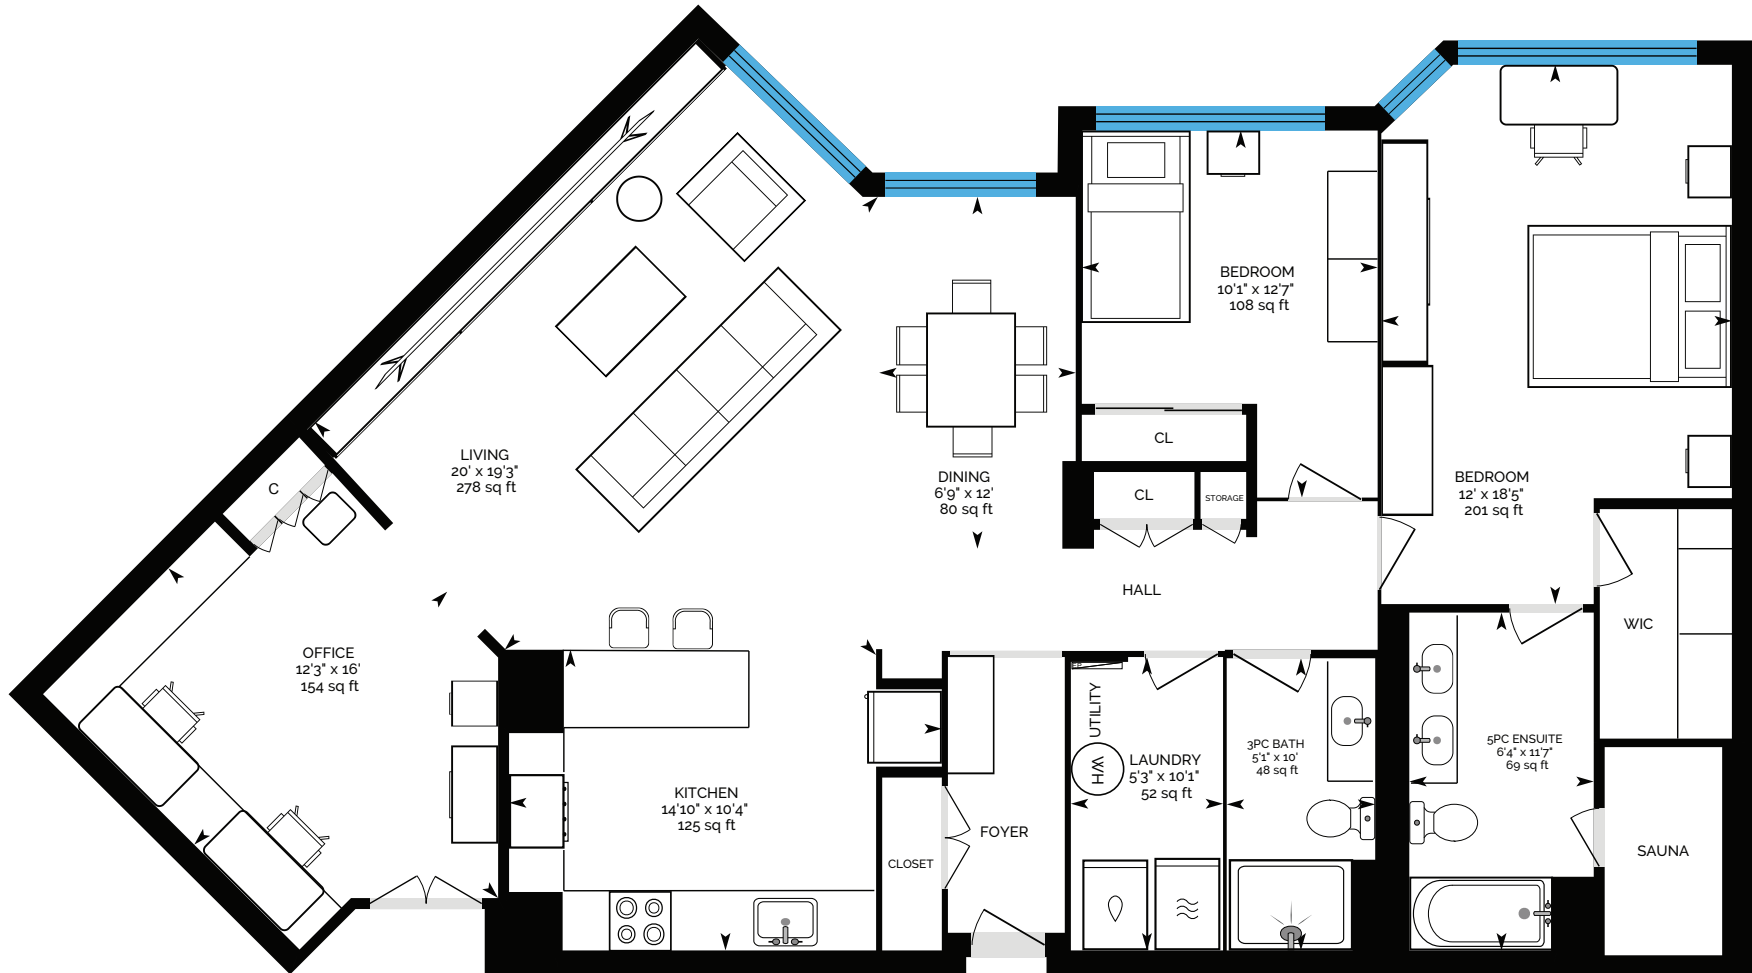 BEDROOM
10'1" x 12'7"
108 sq ft
CL
LIVING
20' x 19'3"
278 sq ft
DINING
6'9" x 12'
80 sq ft
BEDROOM
12' x 18'5"
201 sq ft
C
CL
STORAGE
HALL
WIC
OFFICE
12'3" x 16'
154 sq ft
UTILITY
W/H
LAUNDRY
5'3" x 10'1"
52 sq ft
3PC BATH
5'1" x 10'
48 sq ft
5PC ENSUITE
6'4" x 11'7"
69 sq ft
KITCHEN
14'10" x 10'4"
125 sq ft
FOYER
CLOSET
SAUNA